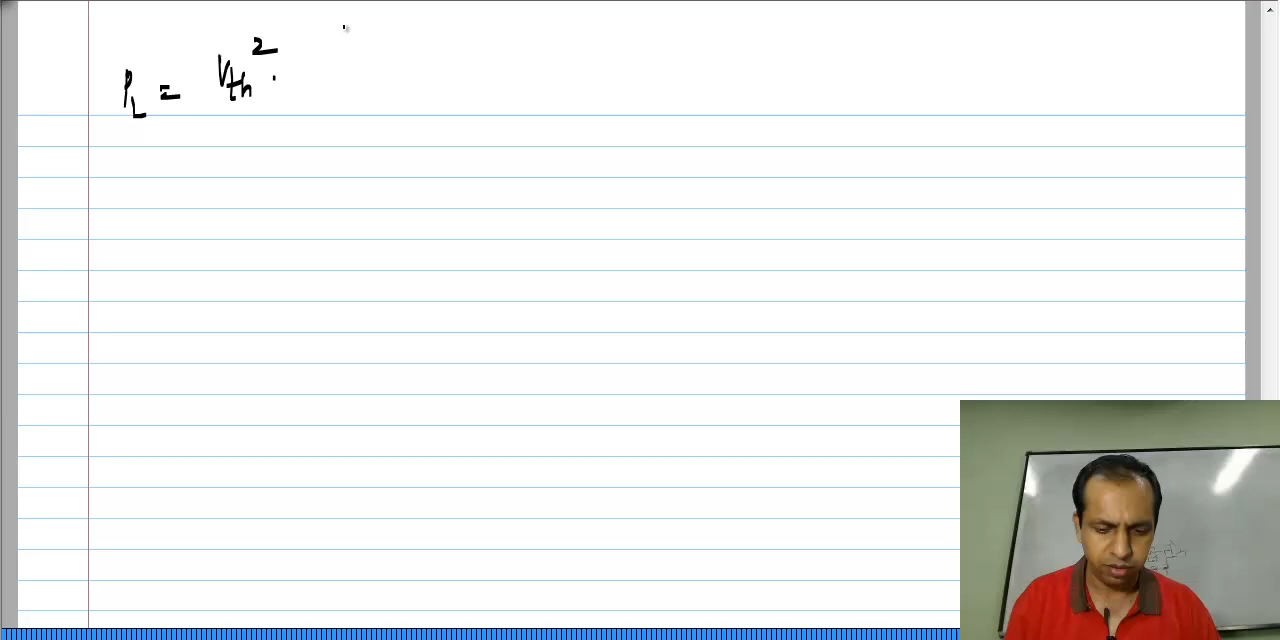 P_L = V_th^2 ·